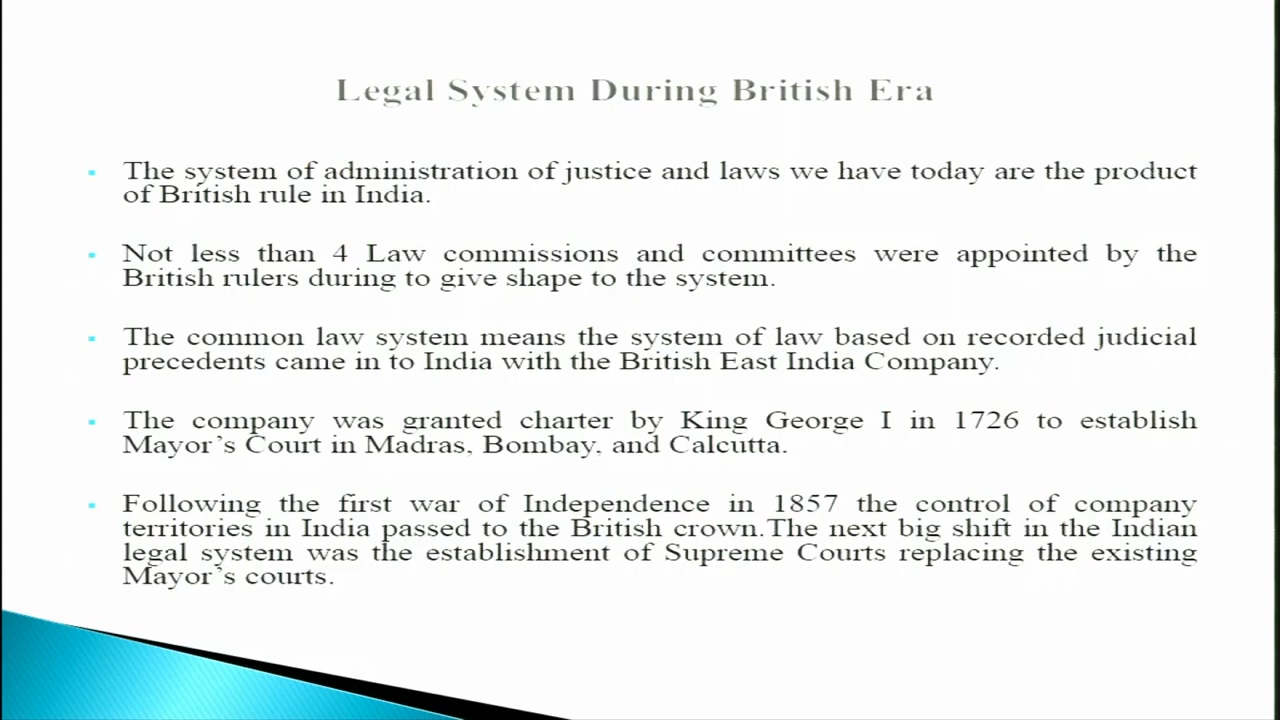 Legal System During British Era
The system of administration of justice and laws we have today are the product
of British rule in India.
Not less than 4 Law commissions and committees were appointed by the
British rulers during to give shape to the system.
The common law system means the system of law based on recorded judicial
precedents came in to India with the British East India Company.
The company was granted charter by King George I in 1726 to establish
Mayor's Court in Madras, Bombay, and Calcutta.
Following the first war of Independence in 1857 the control of company
territories in India passed to the British crown.The next big shift in the Indian
legal system was the establishment of Supreme Courts replacing the existing
Mayor's courts.